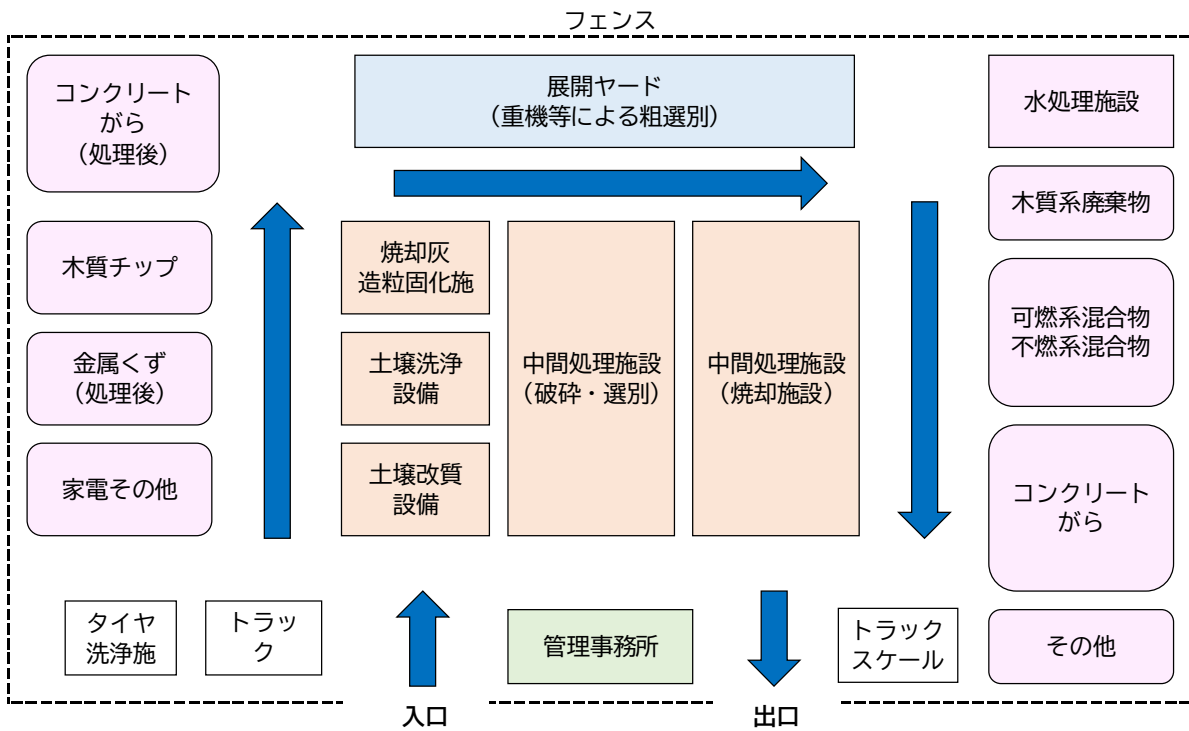 フェンス
コンクリート
がら
（処理後）
展開ヤード
（重機等による粗選別）
水処理施設
木質系廃棄物
木質チップ
焼却灰
造粒固化施
中間処理施設
（破砕・選別）
中間処理施設
（焼却施設）
可燃系混合物
不燃系混合物
金属くず
（処理後）
土壌洗浄
設備
家電その他
土壌改質
設備
コンクリート
がら
タイヤ
洗浄施
トラッ
ク
管理事務所
トラック
スケール
その他
入口
出口